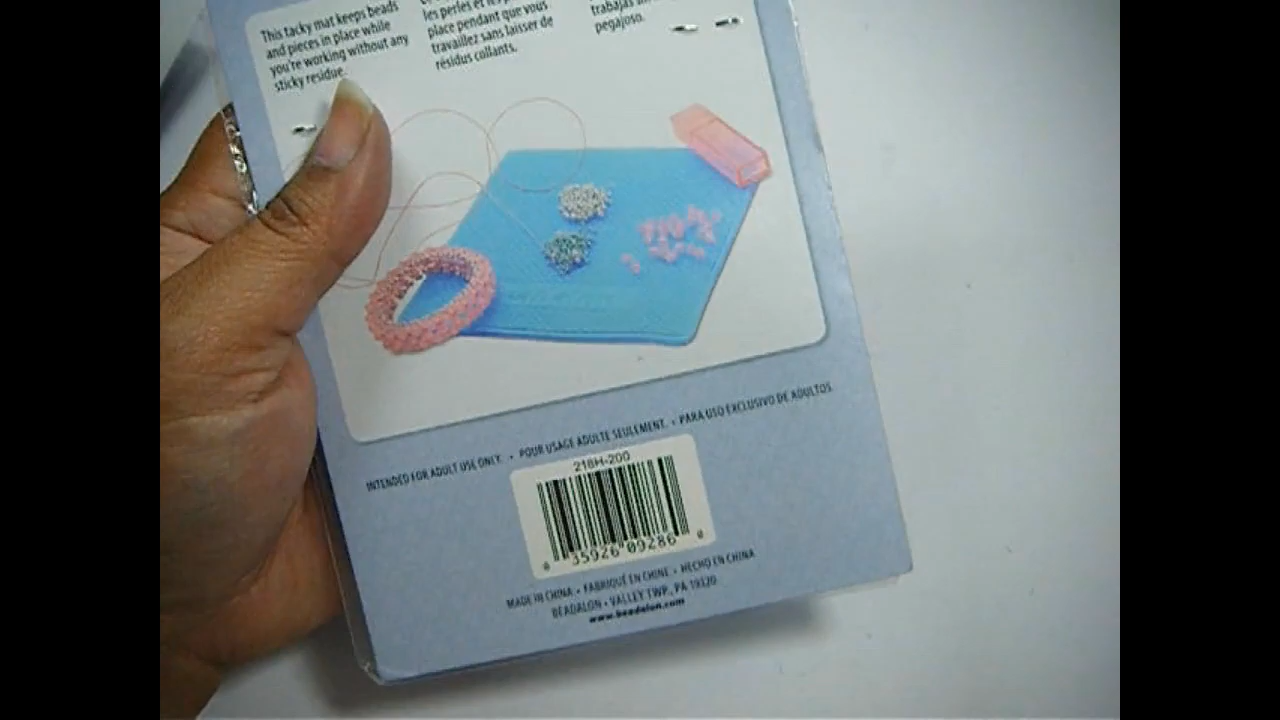 This tacky mat keeps beads
and pieces in place while
you're working without any
sticky residue.
les perles et les
place pendant que vous
travaillez sans laisser de
résidus collants.
trabajas
pegajoso.
INTENDED FOR ADULT USE ONLY. • POUR USAGE ADULTE SEULEMENT. • PARA USO EXCLUSIVO DE ADULTOS.
218H-200
0 35926 09286 0
MADE IN CHINA • FABRIQUÉ EN CHINE • HECHO EN CHINA
BEADALON • VALLEY TWP., PA 19320
www.beadalon.com